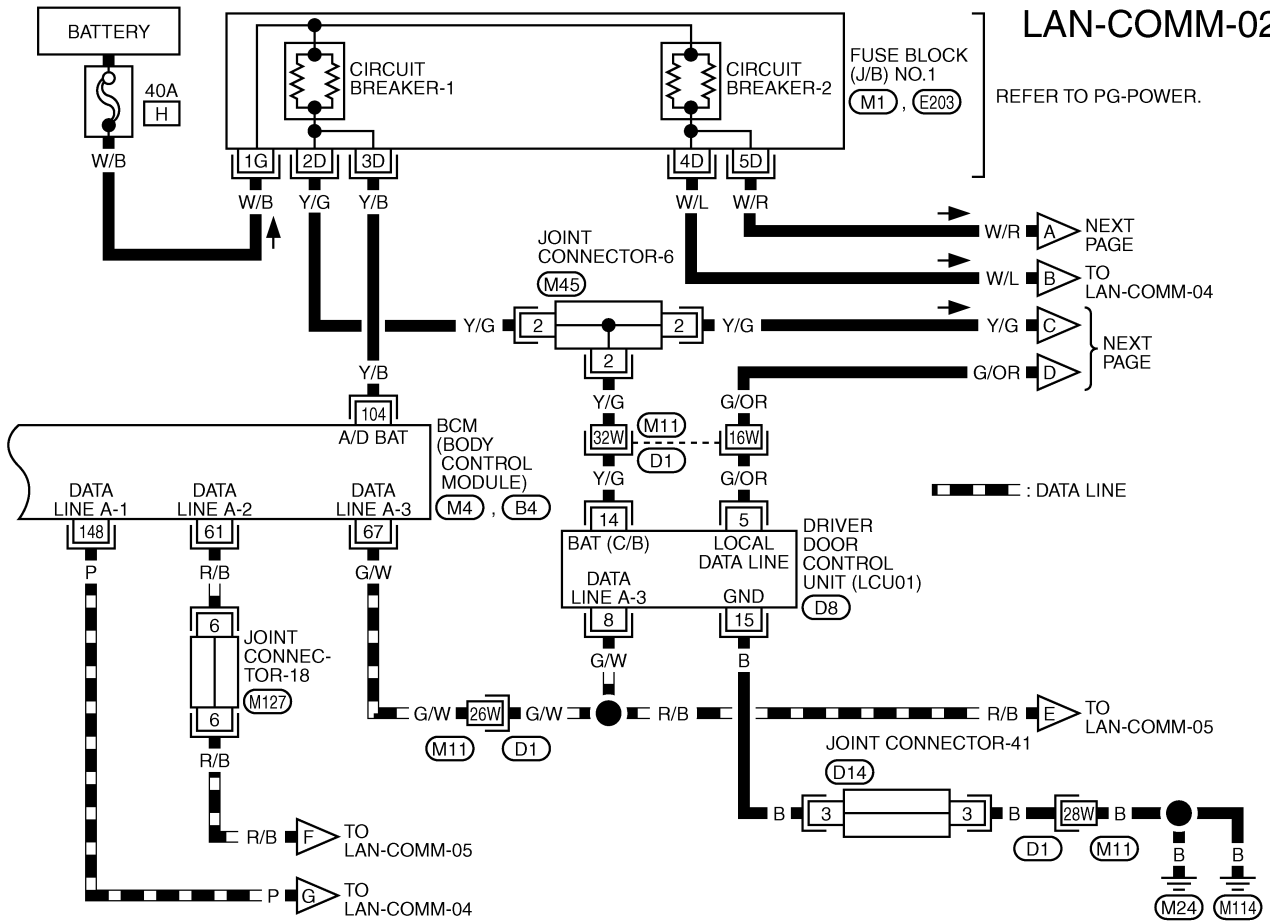 LAN-COMM-02
BATTERY
40A
H
W/B
CIRCUIT
BREAKER-1
CIRCUIT
BREAKER-2
FUSE BLOCK
(J/B) NO.1
M1 , E203
REFER TO PG-POWER.
1G
2D
3D
4D
5D
W/B
Y/G
Y/B
W/L
W/R
W/R
A
NEXT
PAGE
W/L
B
TO
LAN-COMM-04
JOINT
CONNECTOR-6
M45
Y/G
2
2
Y/G
Y/G
C
2
NEXT
PAGE
G/OR
D
Y/B
Y/G
G/OR
104
A/D BAT
BCM
(BODY
CONTROL
MODULE)
M4 , B4
32W
M11
D1
16W
Y/G
G/OR
DATA
LINE A-1
DATA
LINE A-2
DATA
LINE A-3
148
61
67
: DATA LINE
14
5
BAT (C/B)
LOCAL
DATA LINE
DATA
LINE A-3
GND
8
15
DRIVER
DOOR
CONTROL
UNIT (LCU01)
D8
P
R/B
G/W
6
JOINT
CONNEC-
TOR-18
M127
6
R/B
G/W
B
G/W
26W
G/W
R/B
R/B
E
TO
LAN-COMM-05
M11
D1
JOINT CONNECTOR-41
D14
B
3
3
B
28W
B
D1
M11
B
B
M24
M114
R/B
F
TO
LAN-COMM-05
P
G
TO
LAN-COMM-04